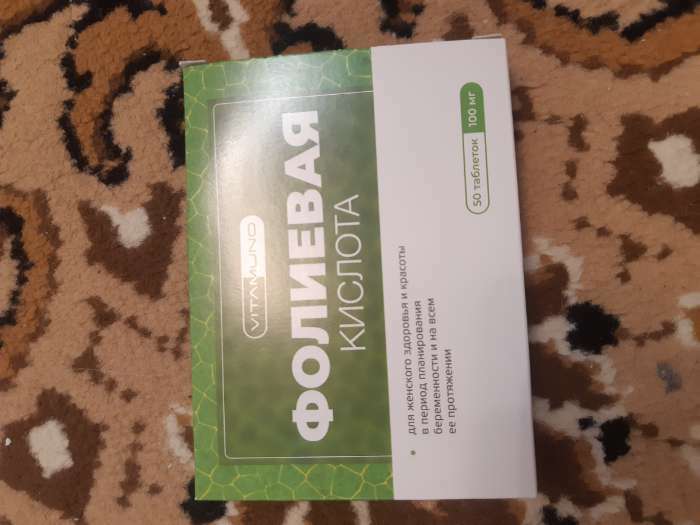 VITAMUNO
ФОЛИЕВАЯ
КИСЛОТА
• для женского здоровья и красоты
в период планирования
беременности и на всем
ее протяжении
50 таблеток 100 мг